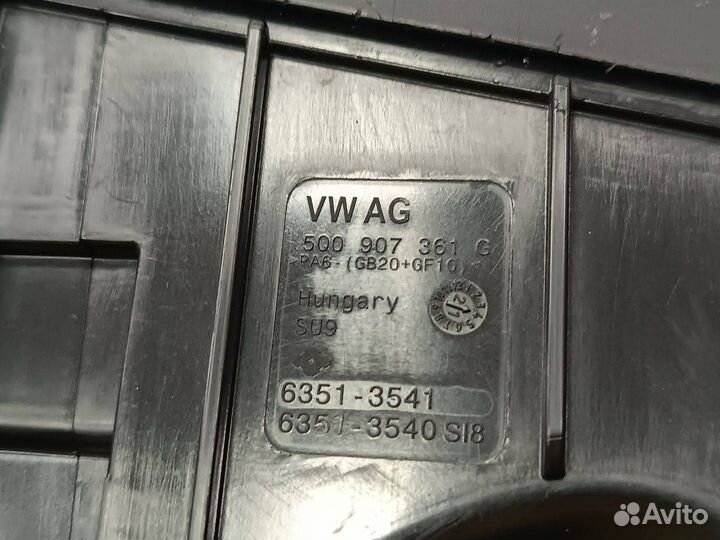 VW AG
5Q0 907 361 G
PA6-(GB20+GF10)
Hungary
SU9
6351-3541
6351-3540 SI8
Avito